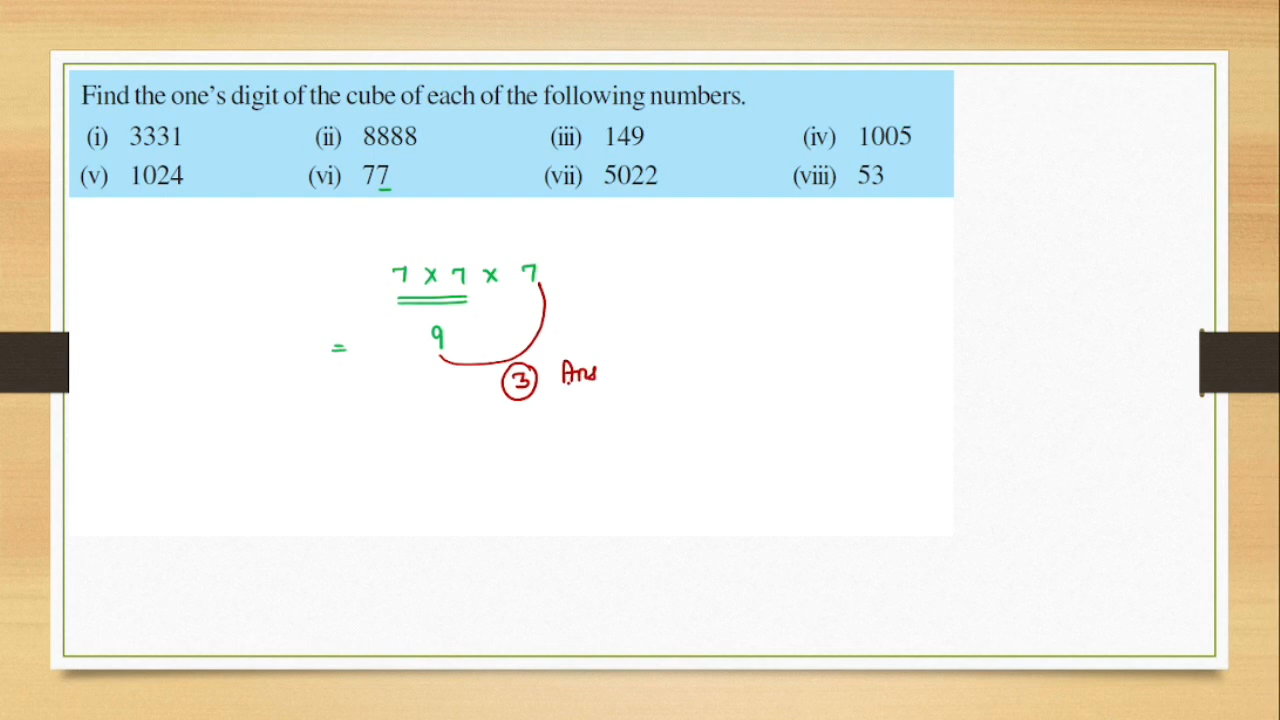 Find the one’s digit of the cube of each of the following numbers.
(i) 3331 (ii) 8888 (iii) 149 (iv) 1005
(v) 1024 (vi) 77 (vii) 5022 (viii) 53
7 x 7 x 7
= 9
3 Ans